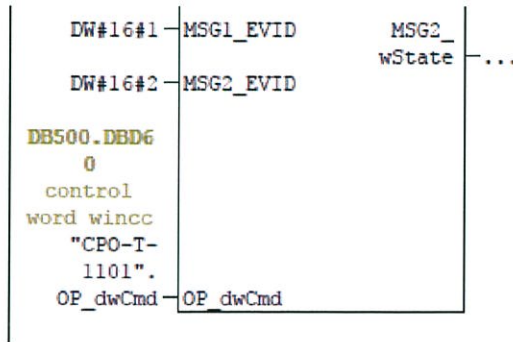 DW#16#1 MSG1_EVID MSG2_
wState ...
DW#16#2 MSG2_EVID
DB500.DBD6
0
control
word wincc
"CPO-T-
1101".
OP_dwCmd OP_dwCmd